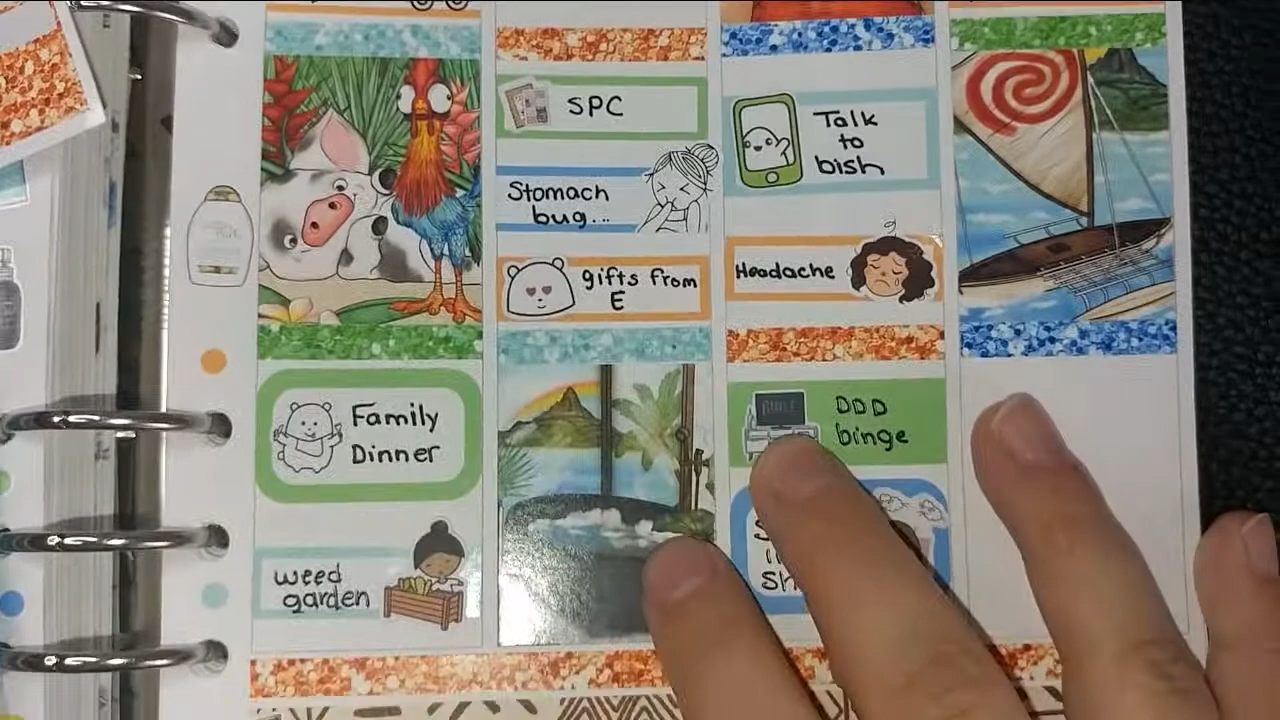 SPC
Talk
to
bish
Stomach
bug...
gifts from
E
Headache
Family
Dinner
DDD
binge
weed
garden